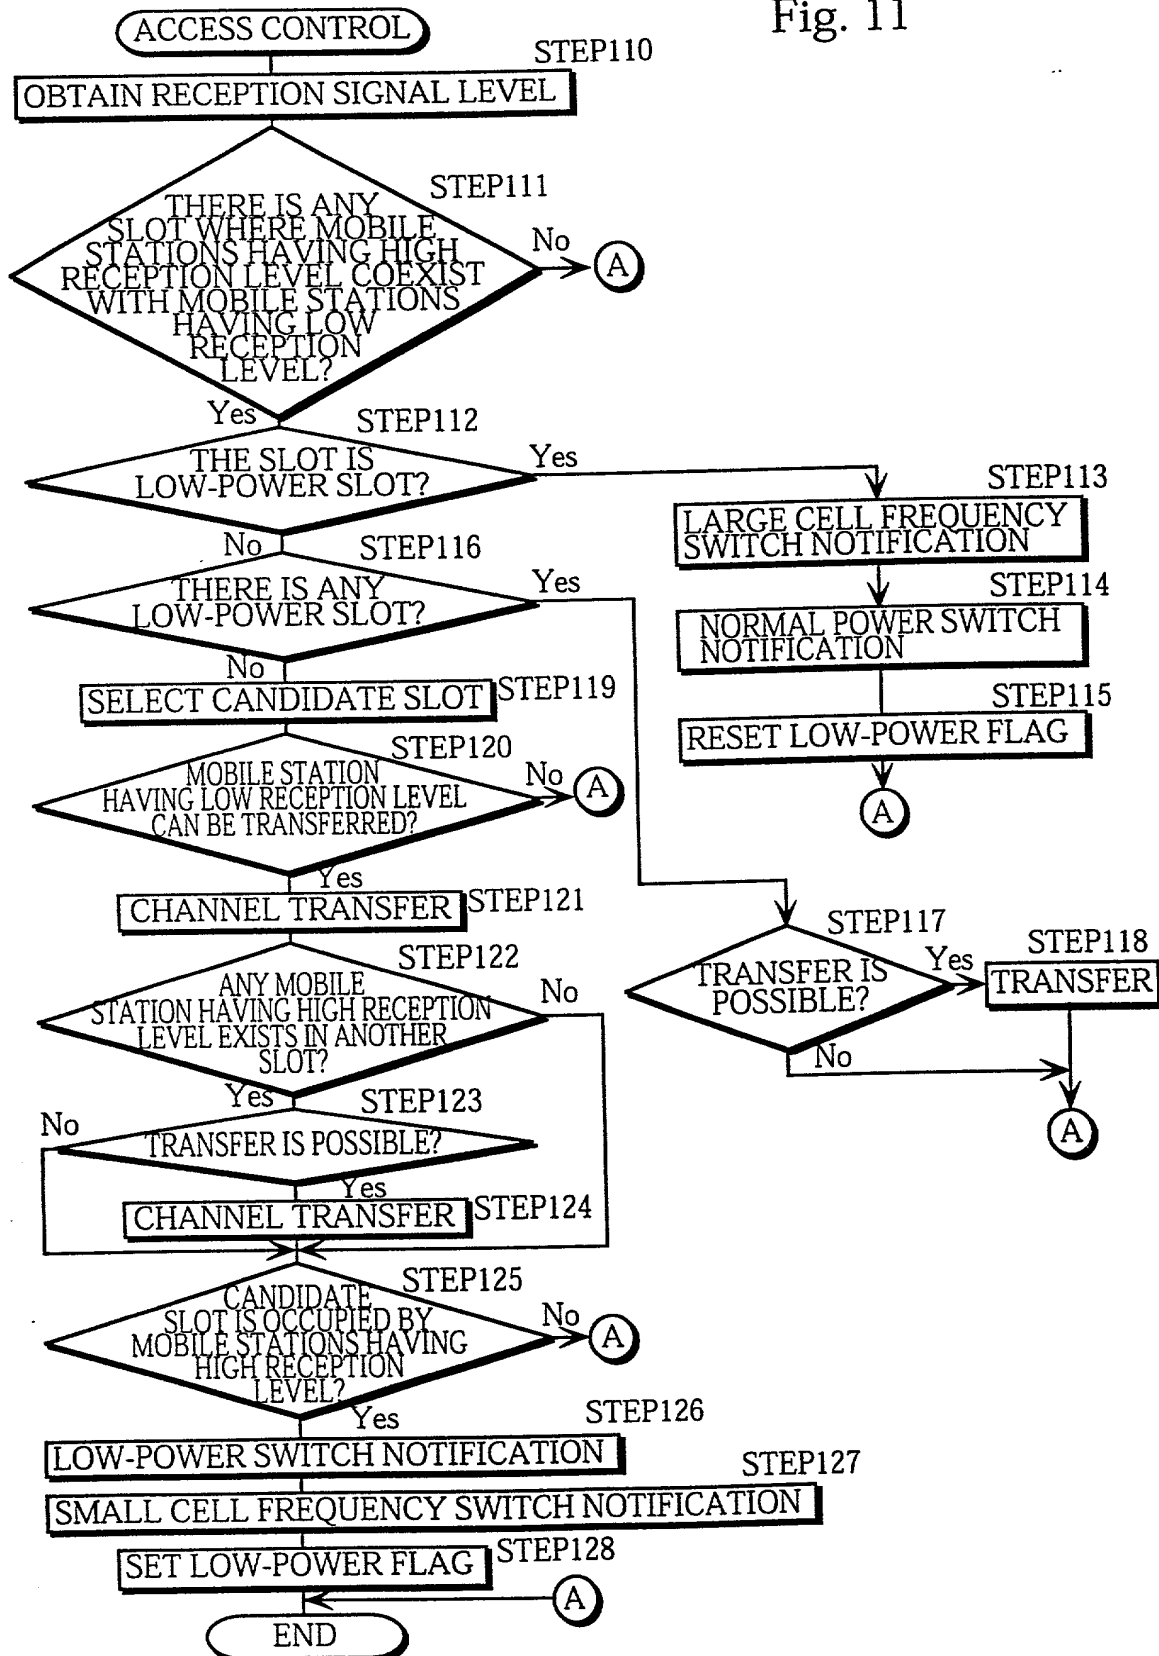 Fig. 11
ACCESS CONTROL
STEP110
OBTAIN RECEPTION SIGNAL LEVEL
STEP111
THERE IS ANY
SLOT WHERE MOBILE
STATIONS HAVING HIGH
RECEPTION LEVEL COEXIST
WITH MOBILE STATIONS
HAVING LOW
RECEPTION
LEVEL?
No
A
Yes
STEP112
THE SLOT IS
LOW-POWER SLOT?
Yes
STEP113
LARGE CELL FREQUENCY
SWITCH NOTIFICATION
STEP114
NORMAL POWER SWITCH
NOTIFICATION
STEP115
RESET LOW-POWER FLAG
A
No
STEP116
THERE IS ANY
LOW-POWER SLOT?
Yes
No
SELECT CANDIDATE SLOT
STEP119
STEP120
MOBILE STATION
HAVING LOW RECEPTION LEVEL
CAN BE TRANSFERRED?
No
A
Yes
CHANNEL TRANSFER
STEP121
STEP117
TRANSFER IS
POSSIBLE?
Yes
STEP118
TRANSFER
No
A
STEP122
ANY MOBILE
STATION HAVING HIGH RECEPTION
LEVEL EXISTS IN ANOTHER
SLOT?
No
Yes
STEP123
No
TRANSFER IS POSSIBLE?
Yes
CHANNEL TRANSFER
STEP124
STEP125
CANDIDATE
SLOT IS OCCUPIED BY
MOBILE STATIONS HAVING
HIGH RECEPTION
LEVEL?
No
A
Yes
STEP126
LOW-POWER SWITCH NOTIFICATION
STEP127
SMALL CELL FREQUENCY SWITCH NOTIFICATION
SET LOW-POWER FLAG
STEP128
A
END